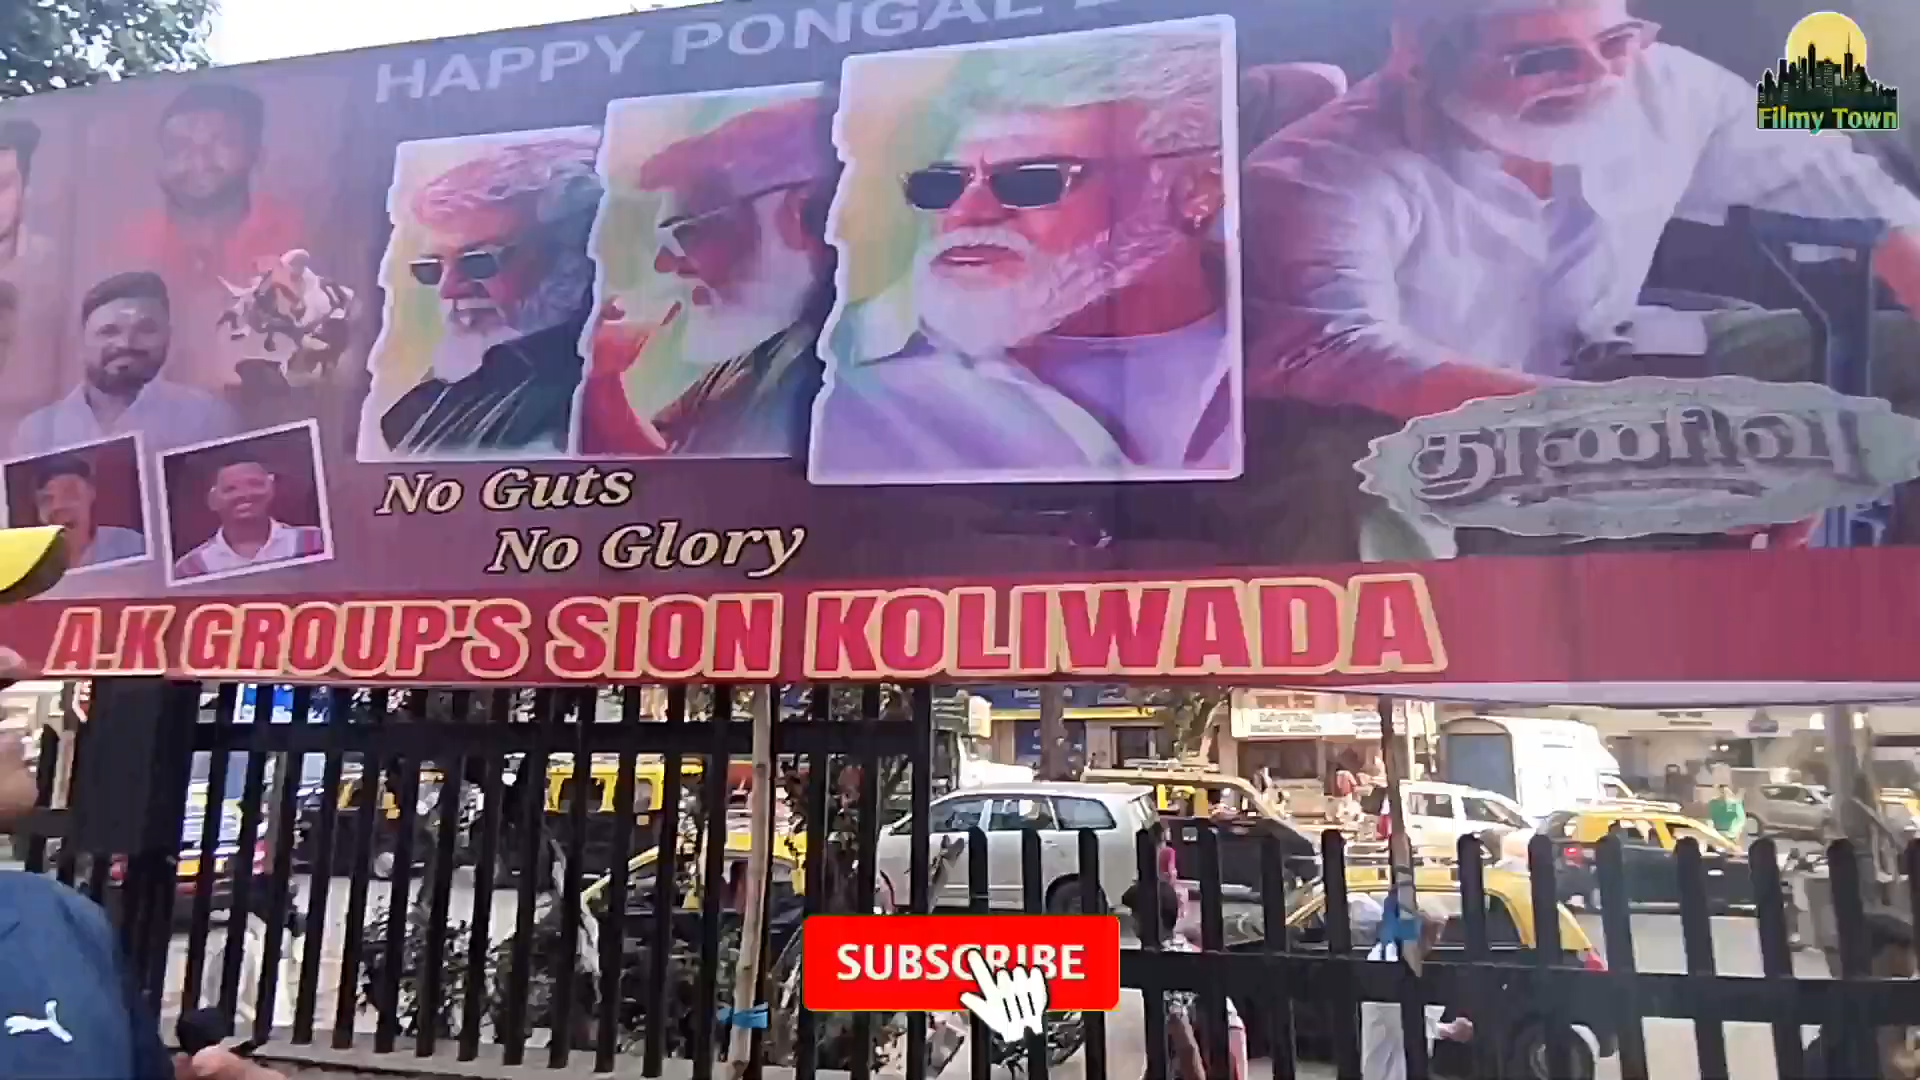 HAPPY PONGAL
Filmy Town
No Guts
No Glory
துணிவு
A.K GROUP'S SION KOLIWADA
SUBSCRIBE